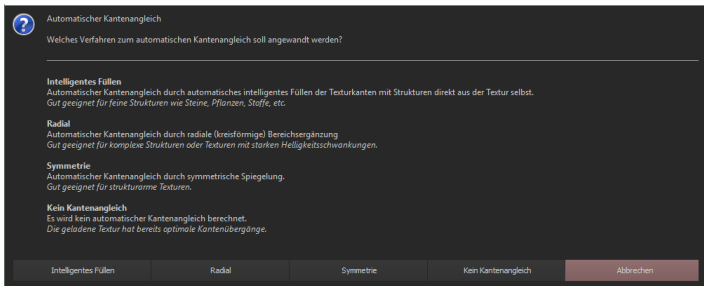 Automatischer Kantenangleich
Welches Verfahren zum automatischen Kantenangleich soll angewandt werden?
Intelligentes Füllen
Automatischer Kantenangleich durch automatisches intelligentes Füllen der Texturkanten mit Strukturen direkt aus der Textur selbst.
Gut geeignet für feine Strukturen wie Steine, Pflanzen, Stoffe, etc.
Radial
Automatischer Kantenangleich durch radiale (kreisförmige) Bereichsergänzung
Gut geeignet für komplexe Strukturen oder Texturen mit starken Helligkeitsschwankungen.
Symmetrie
Automatischer Kantenangleich durch symmetrische Spiegelung.
Gut geeignet für strukturarme Texturen.
Kein Kantenangleich
Es wird kein automatischer Kantenangleich berechnet.
Die geladene Textur hat bereits optimale Kantenübergänge.
Intelligentes Füllen Radial Symmetrie Kein Kantenangleich Abbrechen